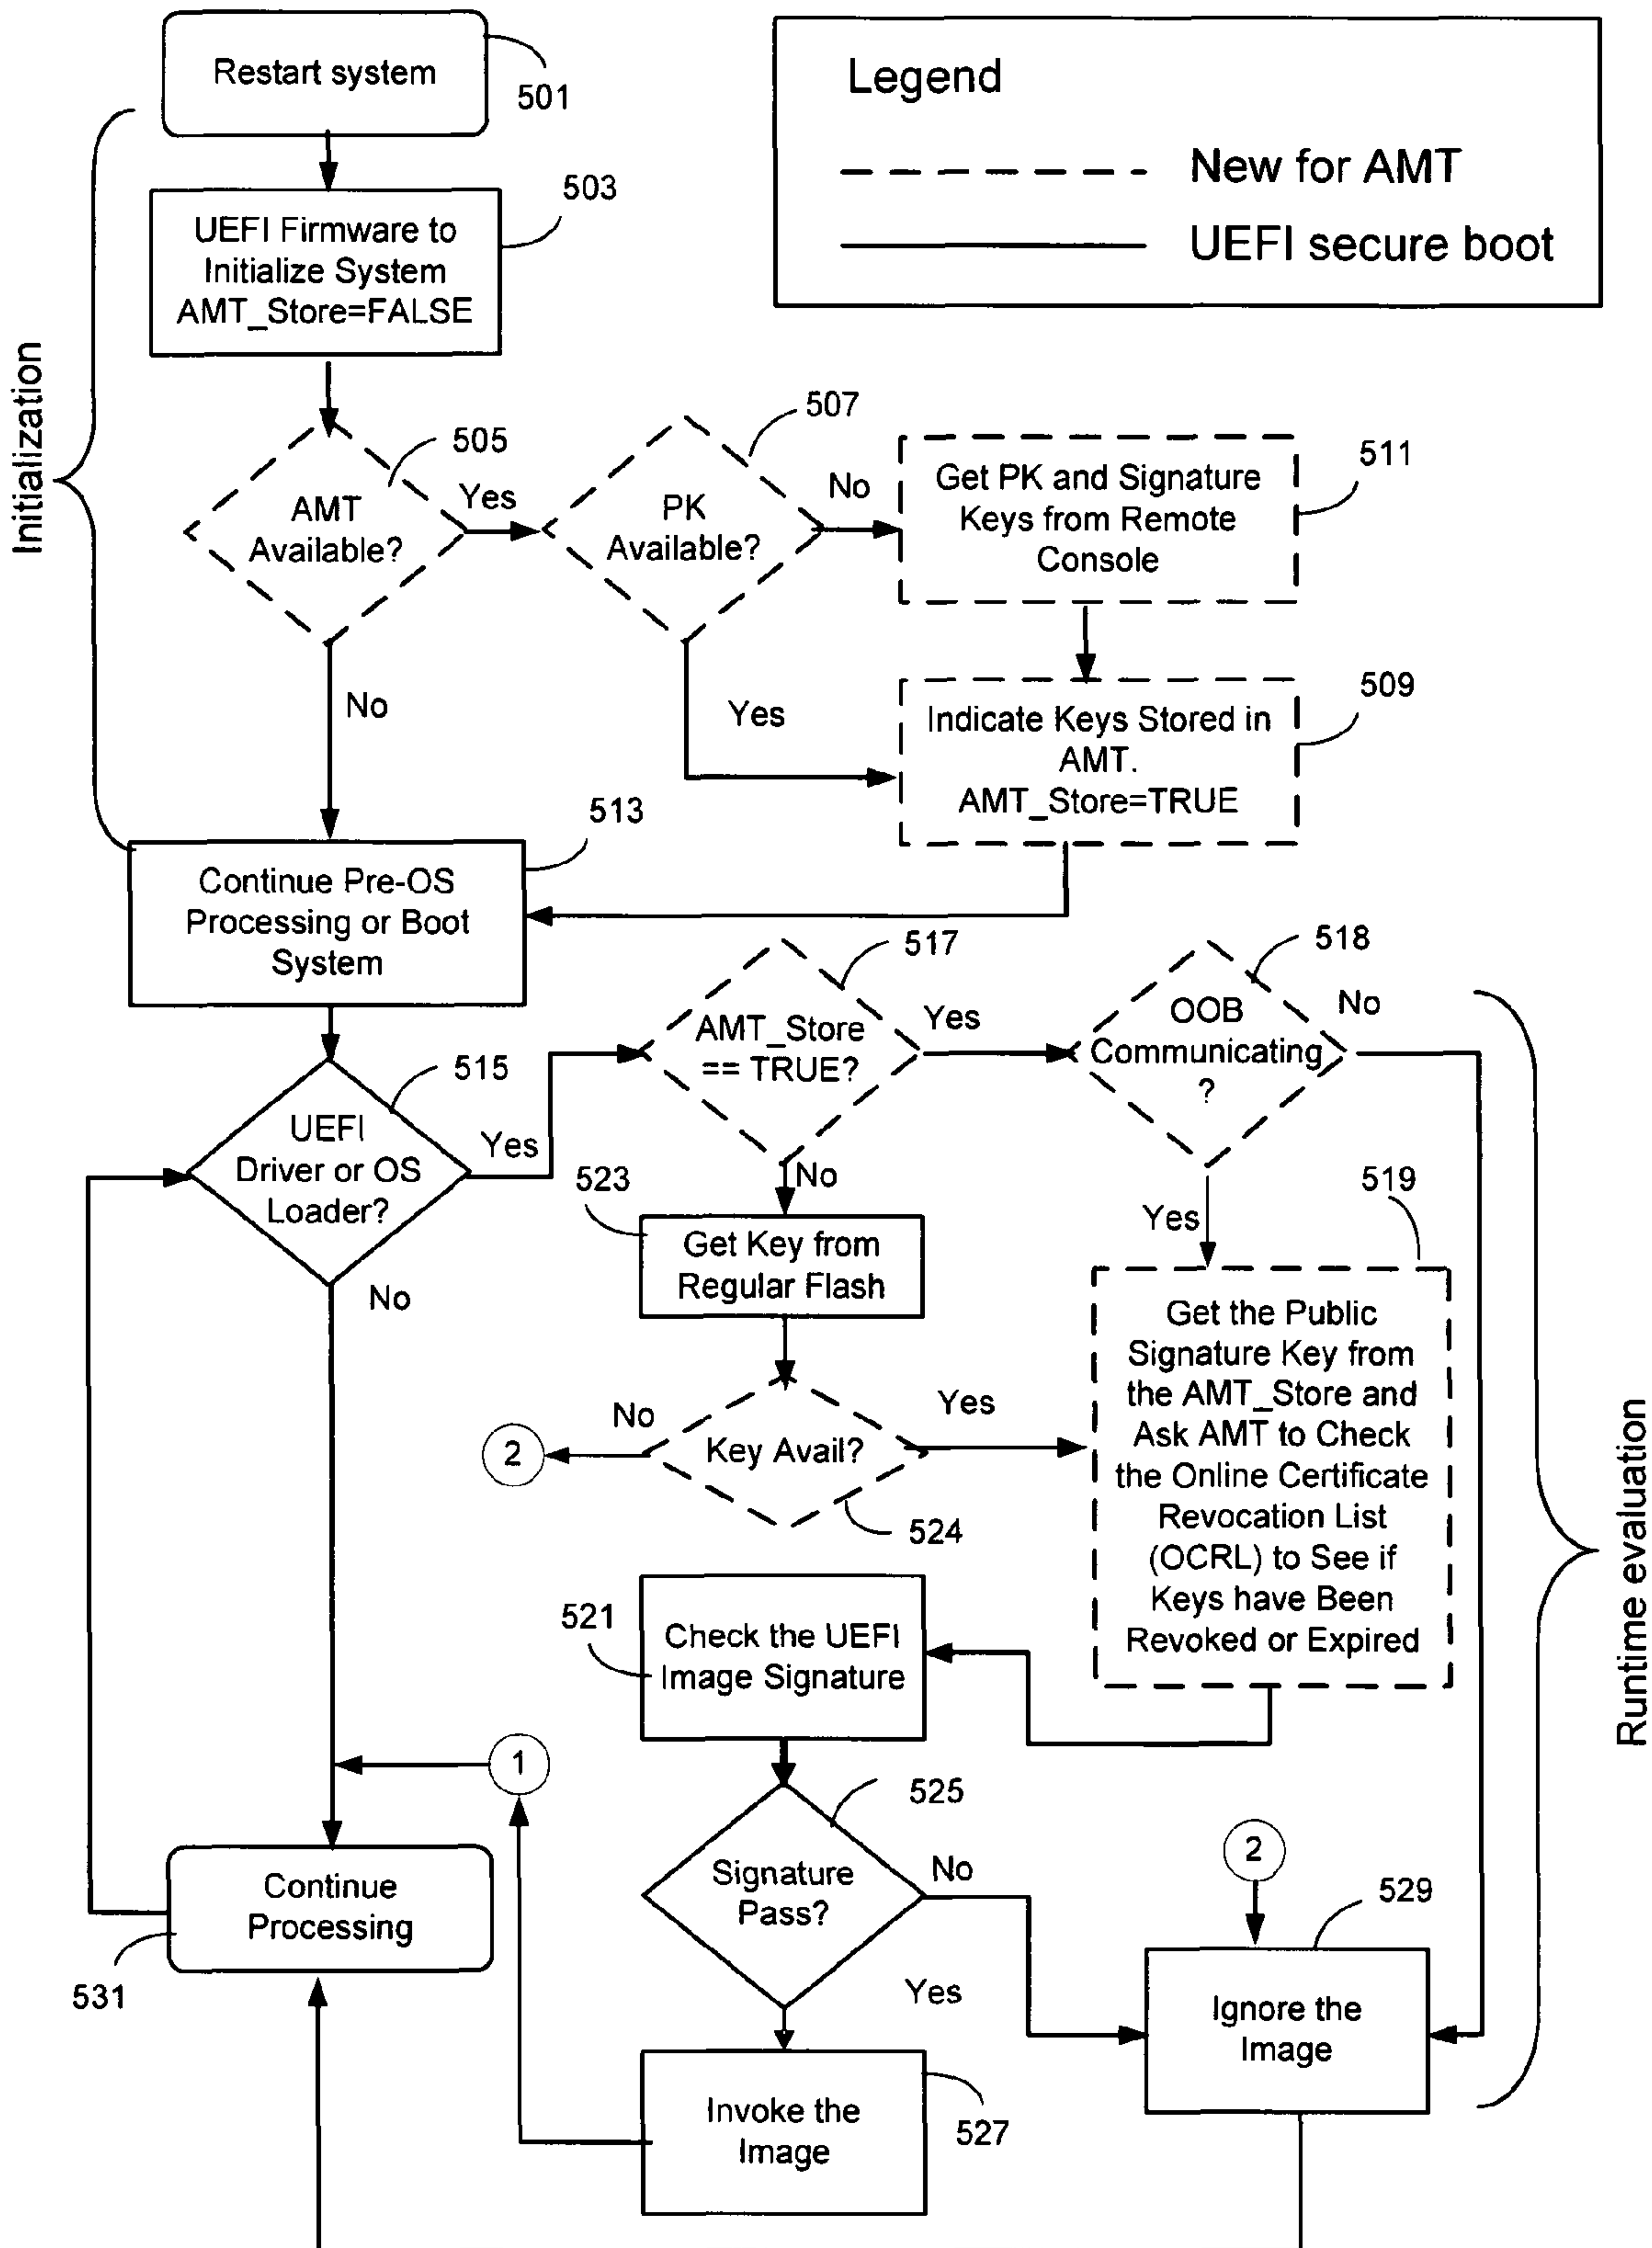 Restart system
501
Legend
New for AMT
UEFI secure boot
503
UEFI Firmware to
Initialize System
AMT_Store=FALSE
Initialization
505
AMT
Available?
Yes
507
PK
Available?
No
511
Get PK and Signature
Keys from Remote
Console
No
Yes
509
Indicate Keys Stored in
AMT.
AMT_Store=TRUE
513
Continue Pre-OS
Processing or Boot
System
515
UEFI
Driver or OS
Loader?
Yes
No
517
AMT_Store
== TRUE?
Yes
No
518
OOB
Communicating
?
No
Yes
523
Get Key from
Regular Flash
519
Get the Public
Signature Key from
the AMT_Store and
Ask AMT to Check
the Online Certificate
Revocation List
(OCRL) to See if
Keys have Been
Revoked or Expired
No
Key Avail?
Yes
2
524
Runtime evaluation
521
Check the UEFI
Image Signature
1
525
Signature
Pass?
No
Yes
2
529
Ignore the
Image
Continue
Processing
531
Invoke the
Image
527